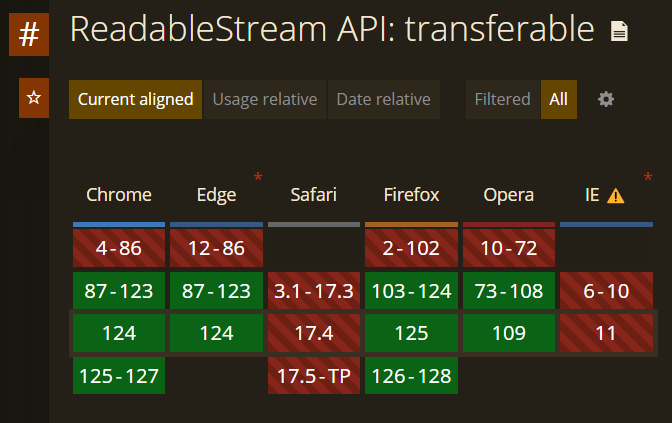 #
ReadableStream API: transferable
Current aligned Usage relative Date relative Filtered All
* *
Chrome Edge Safari Firefox Opera IE
4-86 12-86 2-102 10-72
87-123 87-123 3.1-17.3 103-124 73-108 6-10
124 124 17.4 125 109 11
125-127 17.5-TP 126-128